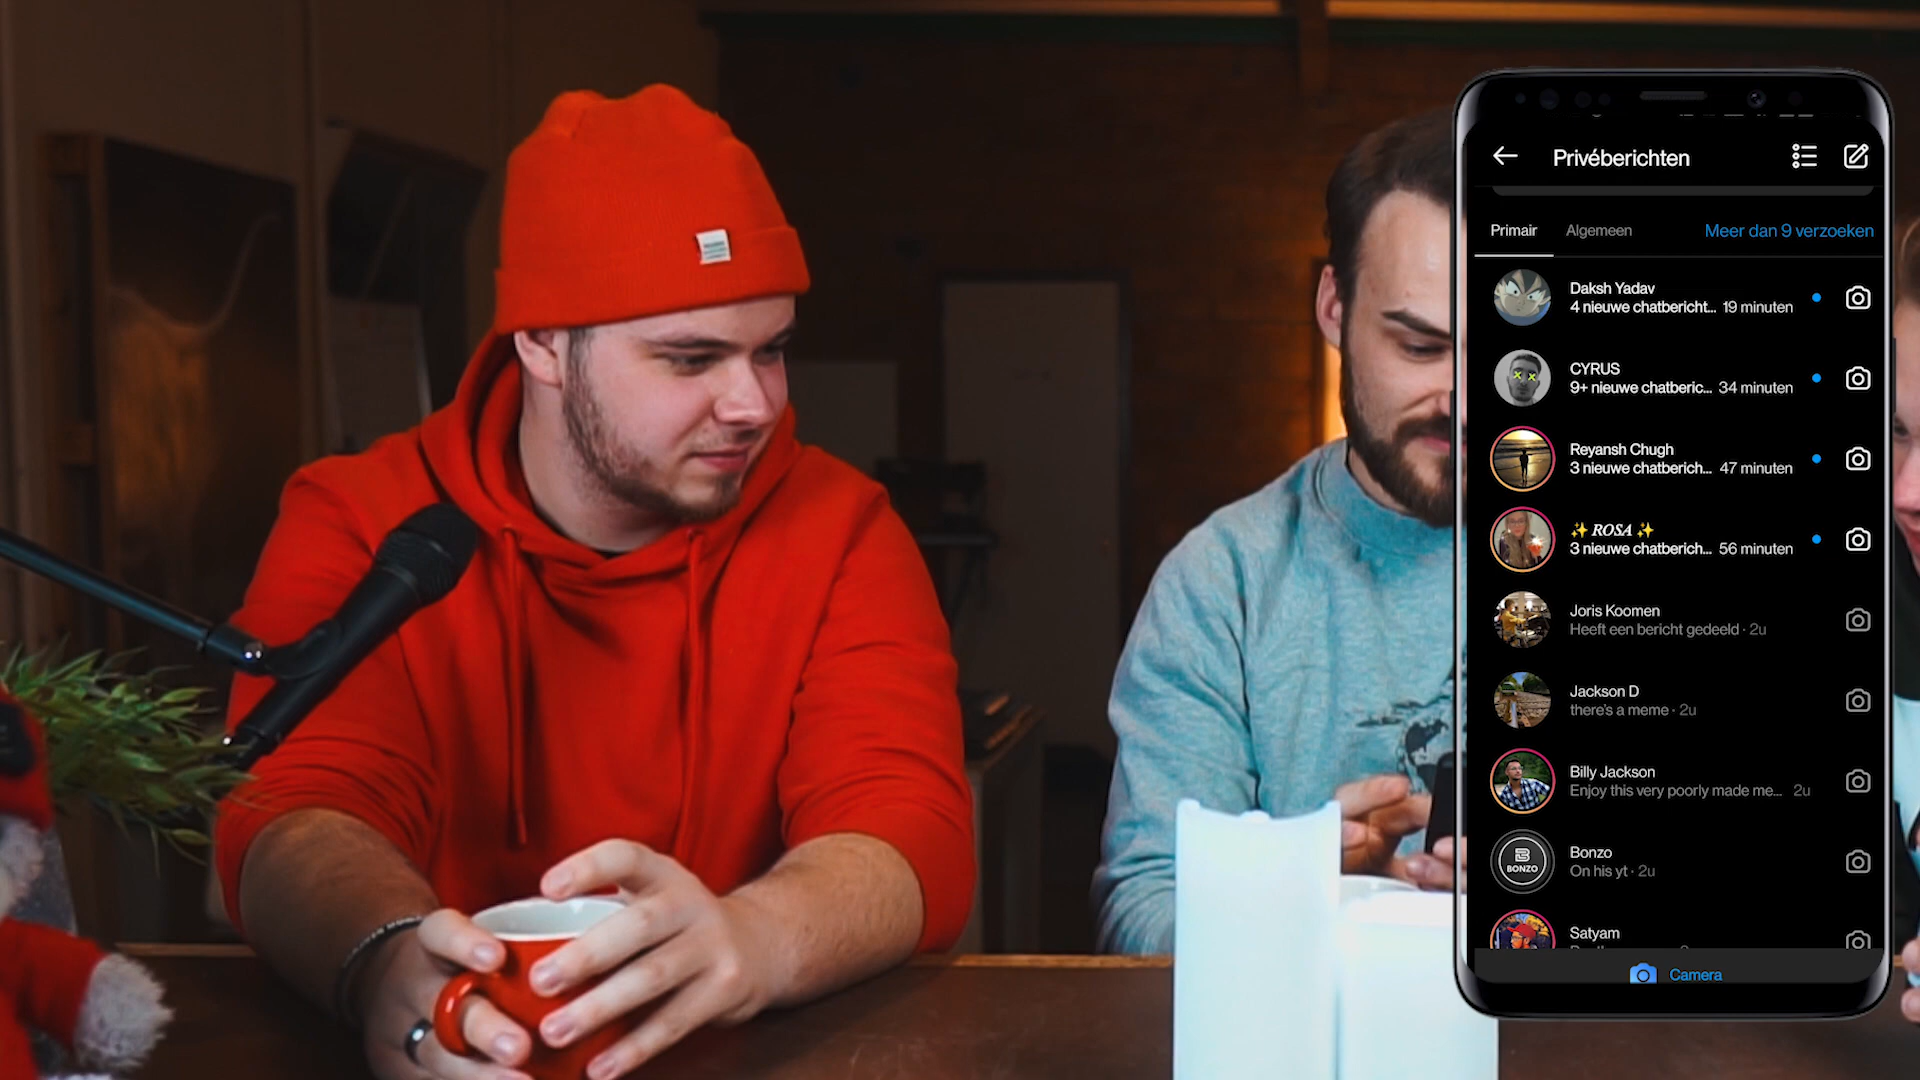 Privéberichten
Primair Algemeen Meer dan 9 verzoeken
Daksh Yadav
4 nieuwe chatbericht... 19 minuten
CYRUS
9+ nieuwe chatberic... 34 minuten
Reyansh Chugh
3 nieuwe chatberich... 47 minuten
✨ ROSA ✨
3 nieuwe chatberich... 56 minuten
Joris Koomen
Heeft een bericht gedeeld · 2u
Jackson D
there's a meme · 2u
Billy Jackson
Enjoy this very poorly made me... 2u
BONZO
Bonzo
On his yt · 2u
Satyam
Camera